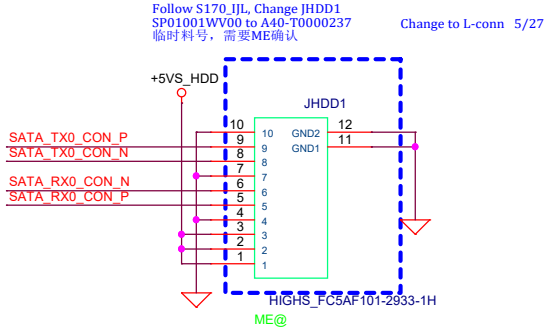 Follow S170_IJL, Change JHDD1
SP01001WV00 to A40-T0000237
临时料号，需要ME确认
Change to L-conn 5/27
+5VS_HDD
JHDD1
10 10 GND2 12
SATA_TX0_CON_P 9 9 GND1 11
SATA_TX0_CON_N 8 8
7 7
SATA_RX0_CON_N 6 6
SATA_RX0_CON_P 5 5
4 4
3 3
2 2
1 1
HIGHS_FC5AF101-2933-1H
ME@